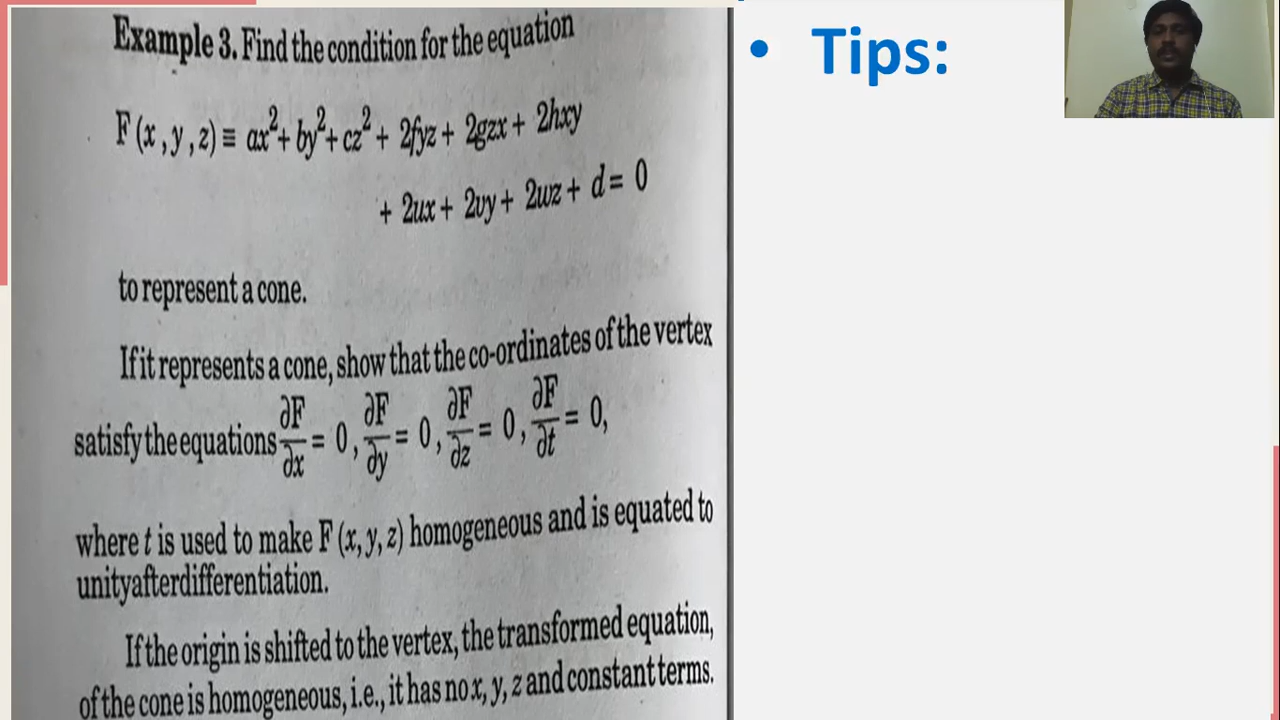 Example 3. Find the condition for the equation
F (x, y, z) ≡ ax²+ by²+ cz² + 2fyz + 2gzx + 2hxy
+ 2ux + 2vy + 2wz + d = 0
to represent a cone.
If it represents a cone, show that the co-ordinates of the vertex
satisfy the equations ∂F/∂x = 0, ∂F/∂y = 0, ∂F/∂z = 0, ∂F/∂t = 0,
where t is used to make F (x, y, z) homogeneous and is equated to
unity after differentiation.
If the origin is shifted to the vertex, the transformed equation,
of the cone is homogeneous, i.e., it has no x, y, z and constant terms.
• Tips: